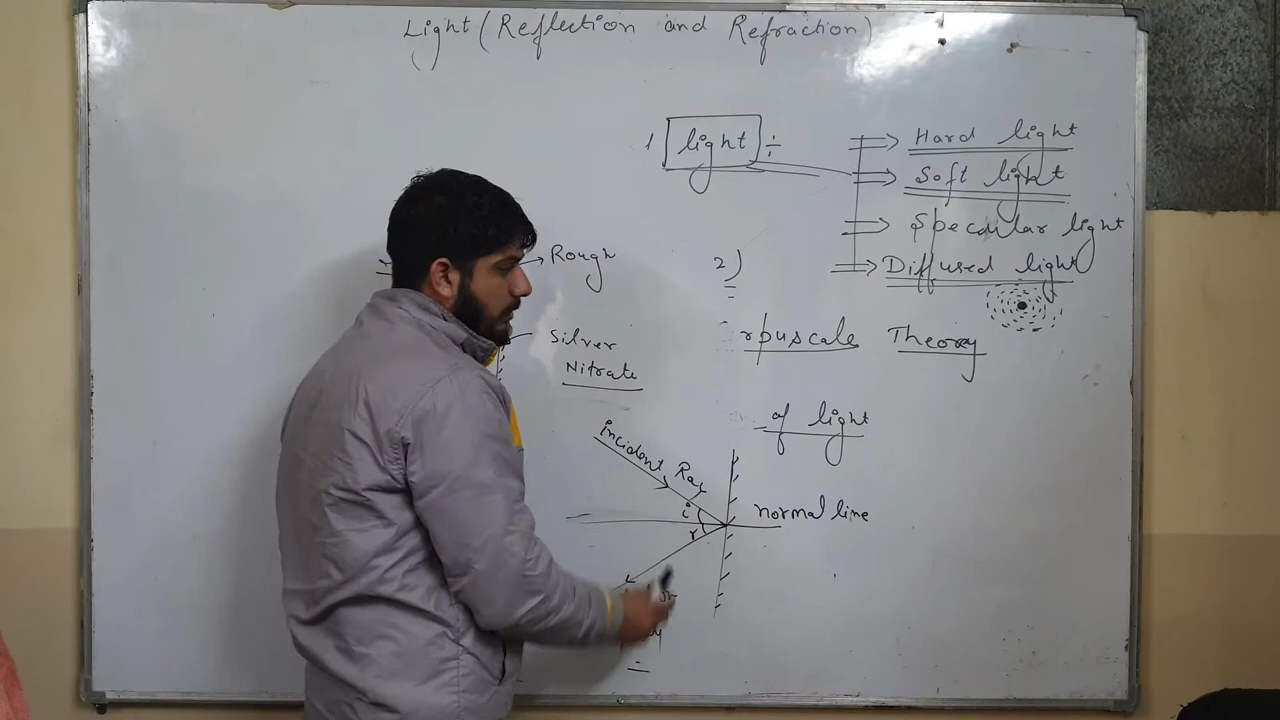 Light (Reflection and Refraction)
1 light ÷
Hard light
Soft light
Specular light
Diffused light
Rough
2)
Silver
Nitrate
rpuscale Theory
of light
Incident Ray
i
normal line
r